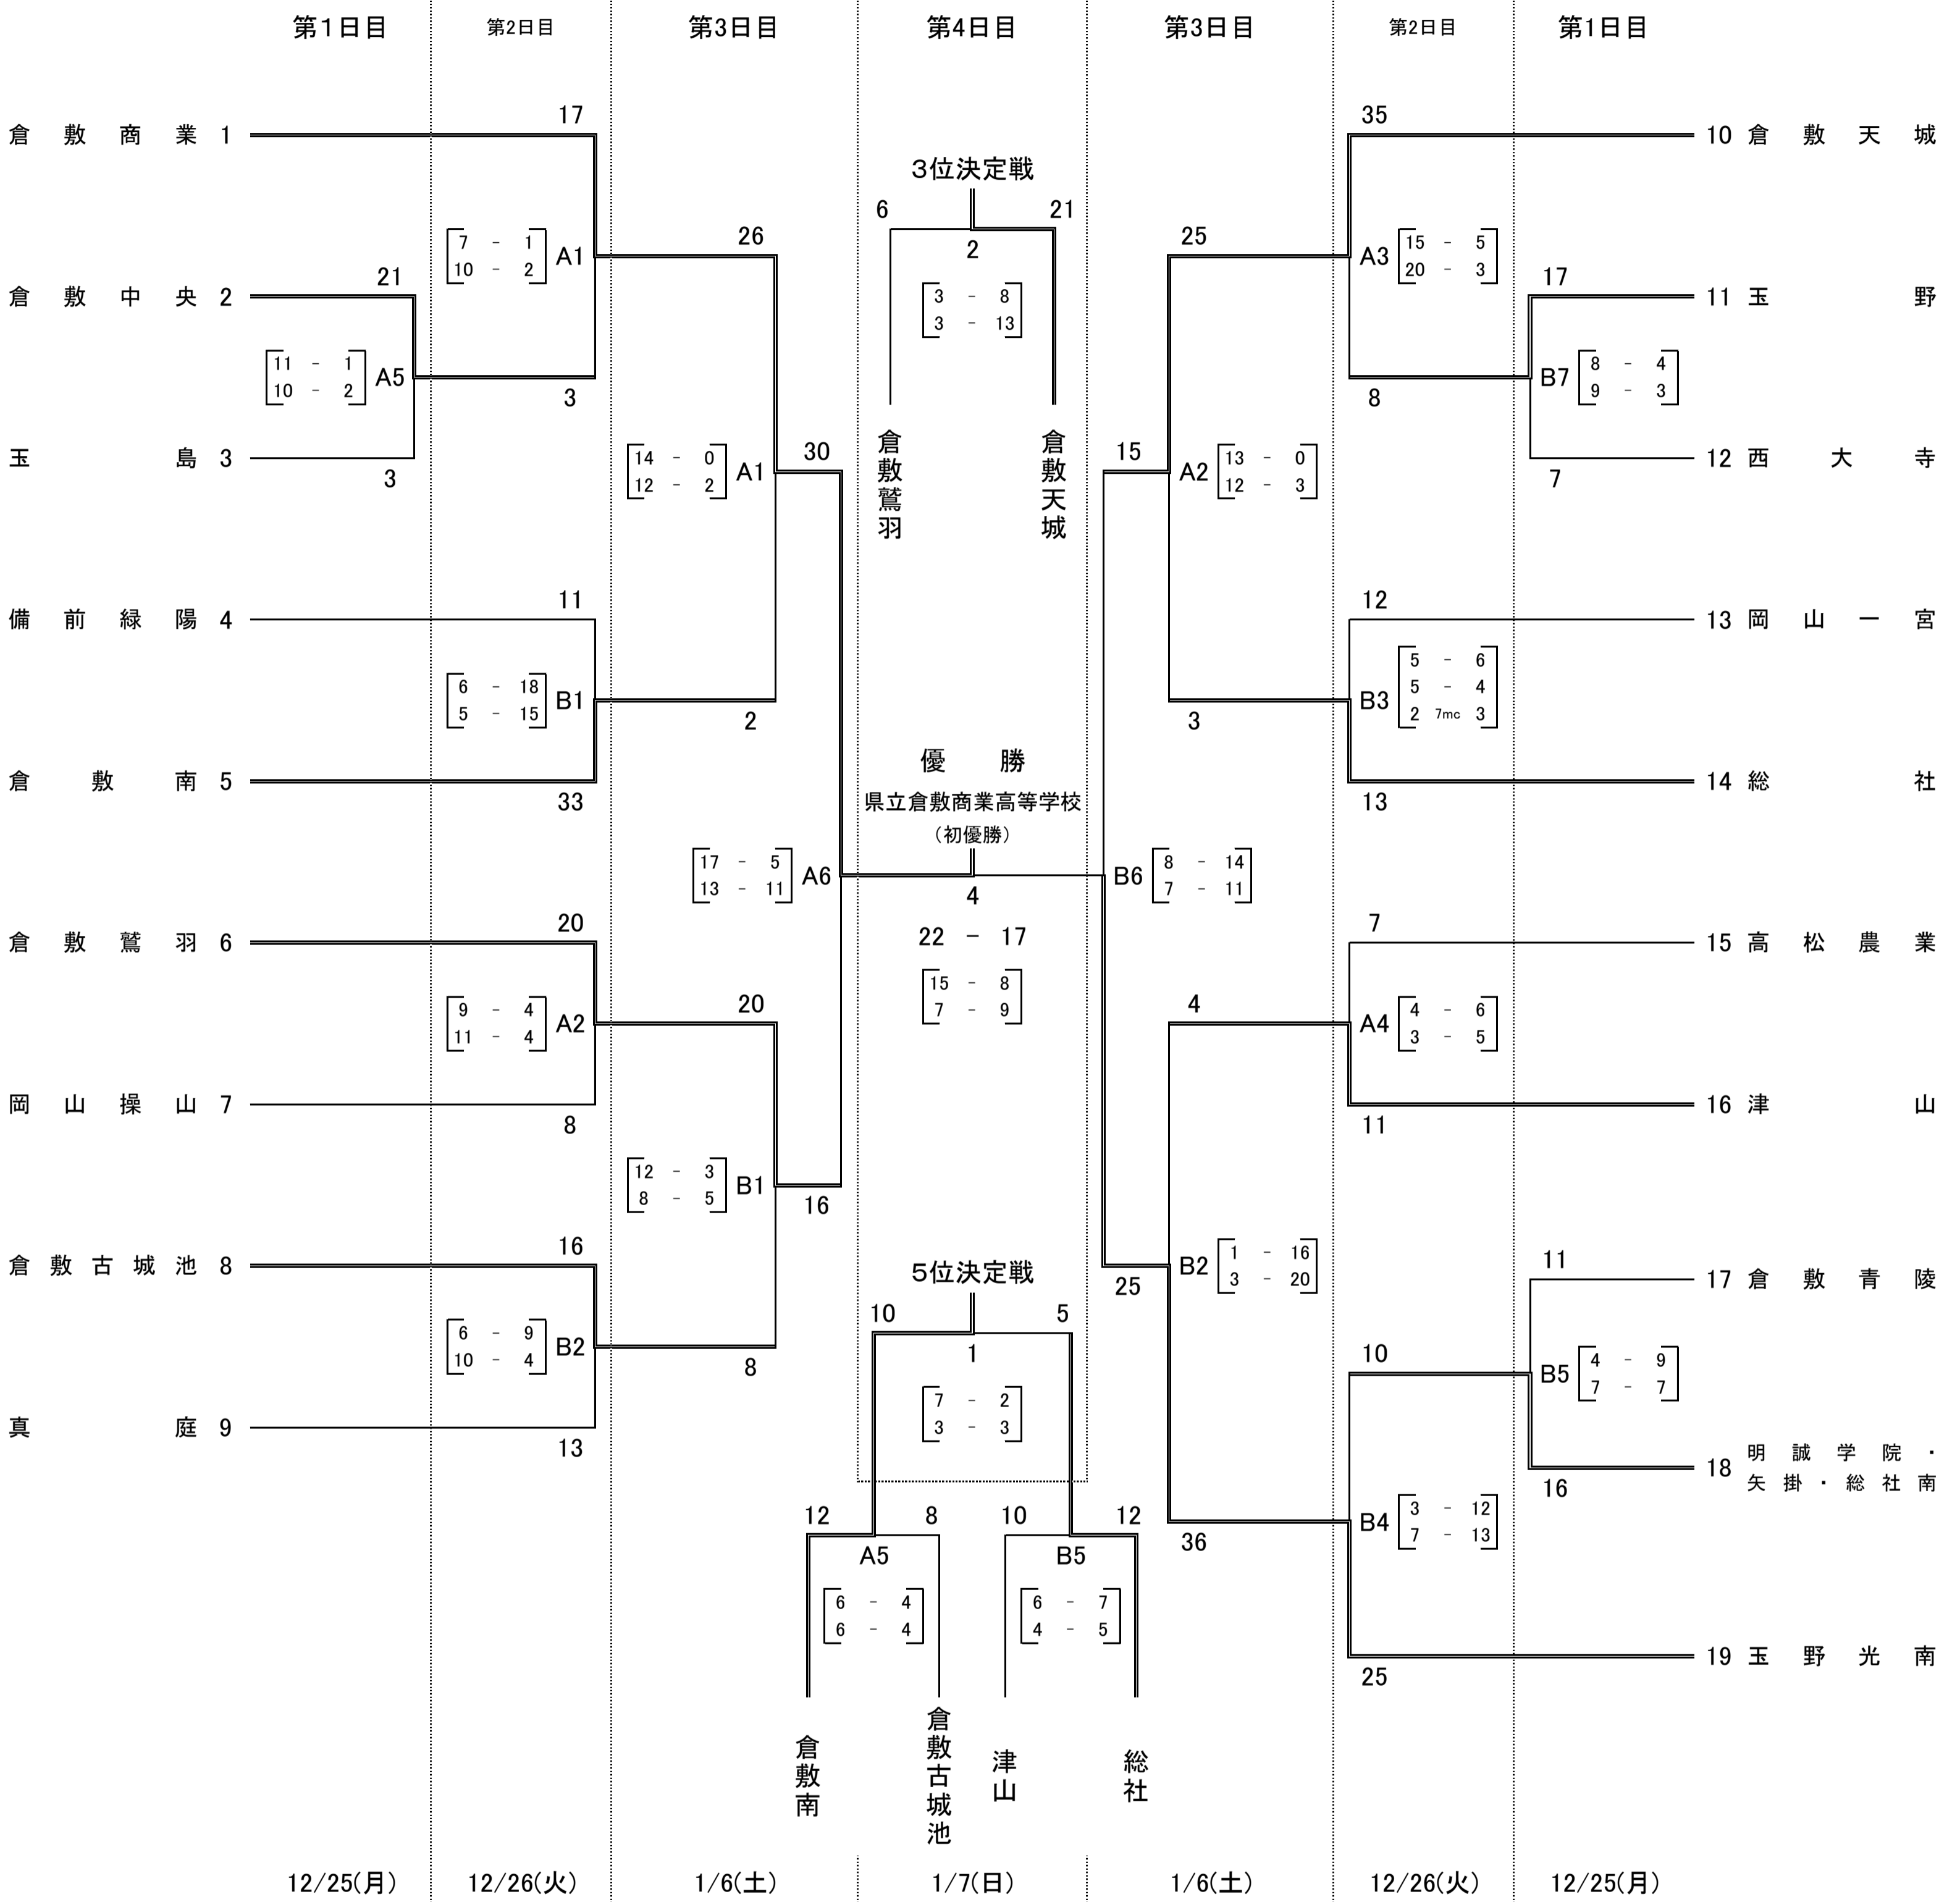 第１日目 第2日目 第3日目 第4日目 第3日目 第2日目 第1日目
17 35
倉敷商業 1 10 倉敷天城
３位決定戦
6 21
26 25
7 - 1 A1 2 A3 15 - 5
10 - 2 20 - 3
21 17
倉敷中央 2 3 - 8 11 玉野
3 - 13
11 - 1 A5 B7 8 - 4
10 - 2 9 - 3
3 8
倉敷鷲羽 倉敷天城
30 15
玉島 3 14 - 0 A1 A2 13 - 0 12 西大寺
12 - 2 12 - 3
3 7
11 12
備前緑陽 4 13 岡山一宮
5 - 6
6 - 18 B1 B3 5 - 4
5 - 15 2 7mc 3
2 3
優勝
倉敷南 5 14 総社
33 県立倉敷商業高等学校 13
（初優勝）
17 - 5 A6 B6 8 - 14
13 - 11 7 - 11
4
20 7
倉敷鷲羽 6 22 - 17 15 高松農業
15 - 8
7 - 9
20 4
9 - 4 A2 A4 4 - 6
11 - 4 3 - 5
岡山操山 7 16 津山
8 11
12 - 3 B1
8 - 5
16
16 11
倉敷古城池 8 ５位決定戦 B2 1 - 16 17 倉敷青陵
3 - 20
25
10 5
6 - 9 B2 1 10
10 - 4
8 B5 4 - 9
7 - 7
7 - 2
3 - 3
真庭 9 18 明誠学院・
13 矢掛・総社南
16
12 8 10 12 B4 3 - 12
7 - 13
36
A5 B5
6 - 4 6 - 7
6 - 4 4 - 5
19 玉野光南
25
倉敷南 倉敷古城池 津山 総社
12/25(月) 12/26(火) 1/6(土) 1/7(日) 1/6(土) 12/26(火) 12/25(月)